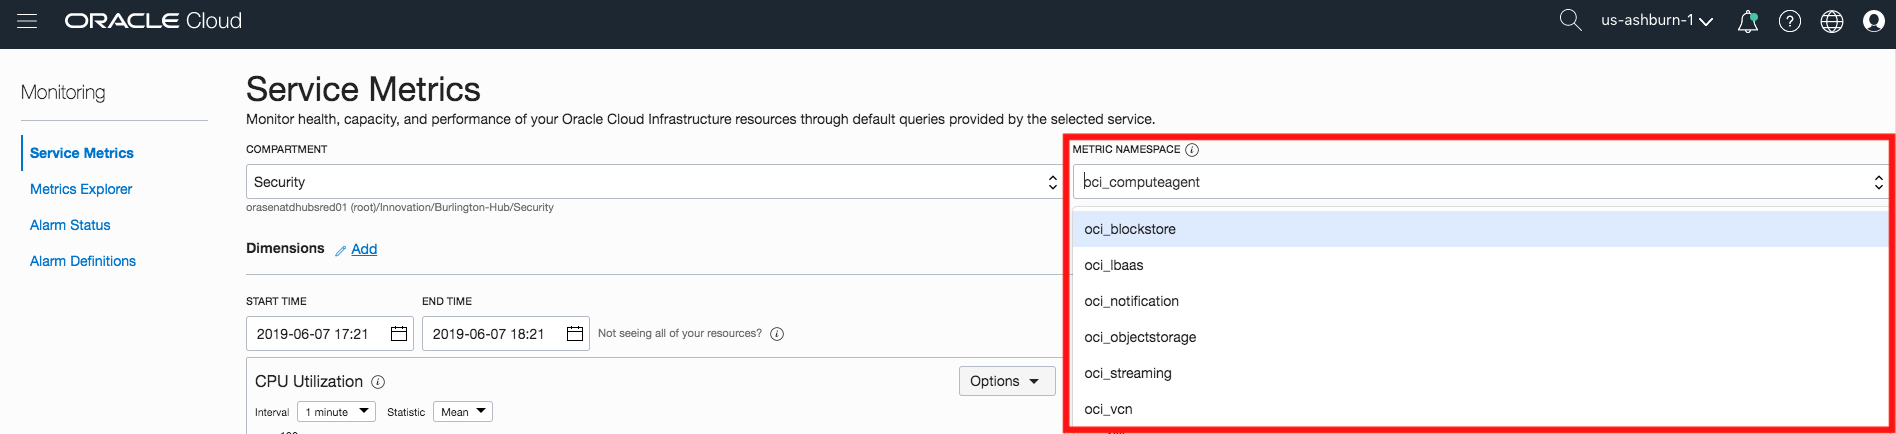 ORACLE Cloud
us-ashburn-1
Monitoring
Service Metrics
Metrics Explorer
Alarm Status
Alarm Definitions
Service Metrics
Monitor health, capacity, and performance of your Oracle Cloud Infrastructure resources through default queries provided by the selected service.
COMPARTMENT
Security
orasenatdhubsred01 (root)/Innovation/Burlington-Hub/Security
METRIC NAMESPACE
oci_computeagent
oci_blockstore
oci_lbaas
oci_notification
oci_objectstorage
oci_streaming
oci_vcn
Dimensions Add
START TIME END TIME
2019-06-07 17:21 2019-06-07 18:21 Not seeing all of your resources?
CPU Utilization Options
Interval 1 minute Statistic Mean